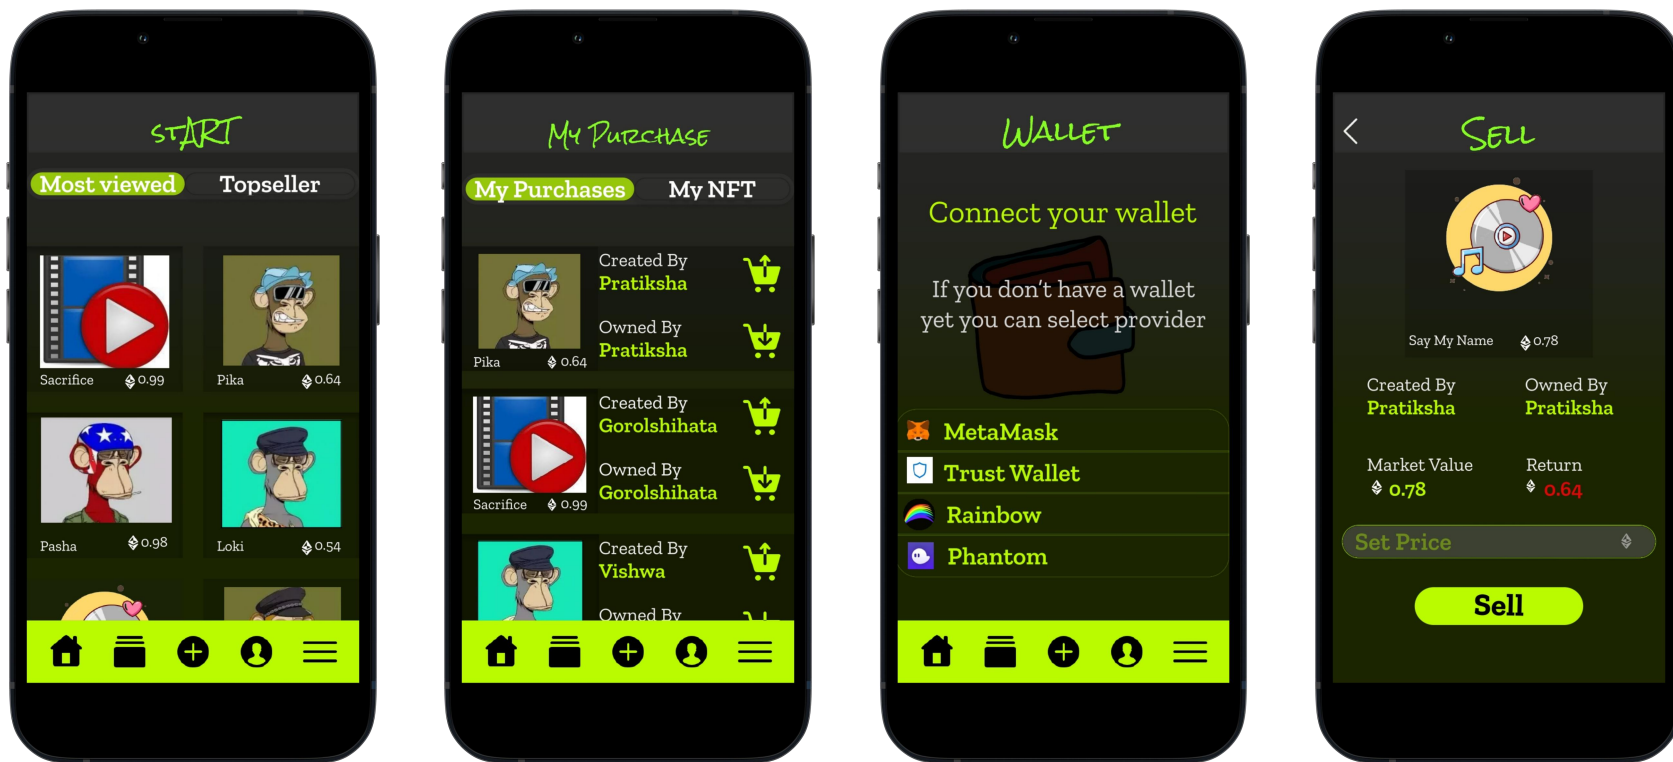 stART
Most viewed Topseller
Sacrifice 0.99 Pika 0.64
Pasha 0.98 Loki 0.54
My Purchase
My Purchases My NFT
Created By
Pratiksha
Owned By
Pratiksha
Pika 0.64
Created By
Gorolshihata
Owned By
Gorolshihata
Sacrifice 0.99
Created By
Vishwa
Owned By
Wallet
Connect your wallet
If you don't have a wallet
yet you can select provider
MetaMask
Trust Wallet
Rainbow
Phantom
Sell
Say My Name 0.78
Created By Owned By
Pratiksha Pratiksha
Market Value Return
0.78 0.64
Set Price
Sell